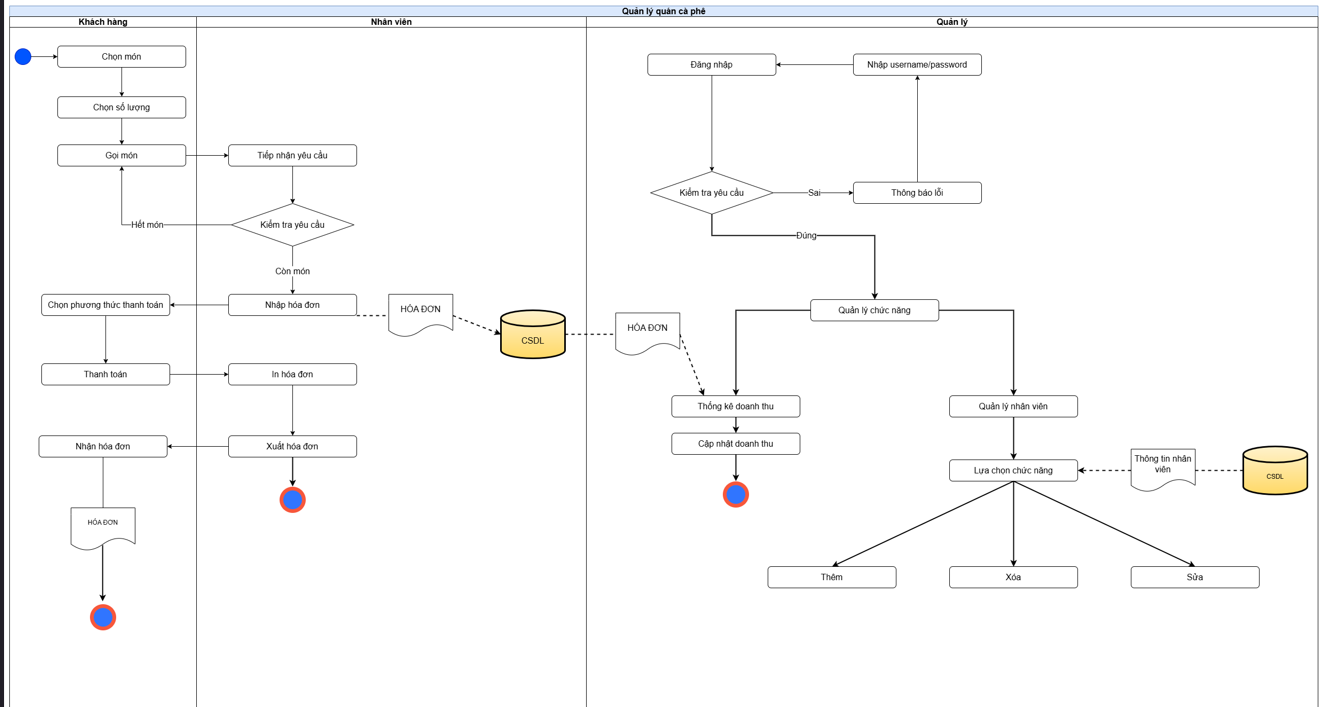 Quản lý quán cà phê
Khách hàng
Nhân viên
Quản lý
Chọn món
Chọn số lượng
Gọi món
Tiếp nhận yêu cầu
Hết món
Kiểm tra yêu cầu
Còn món
Chọn phương thức thanh toán
Nhập hóa đơn
HÓA ĐƠN
CSDL
Thanh toán
In hóa đơn
Nhận hóa đơn
Xuất hóa đơn
HÓA ĐƠN
Đăng nhập
Nhập username/password
Kiểm tra yêu cầu
Sai
Thông báo lỗi
Đúng
Quản lý chức năng
HÓA ĐƠN
Thống kê doanh thu
Quản lý nhân viên
Cập nhật doanh thu
Lựa chọn chức năng
Thông tin nhân
viên
CSDL
Thêm
Xóa
Sửa